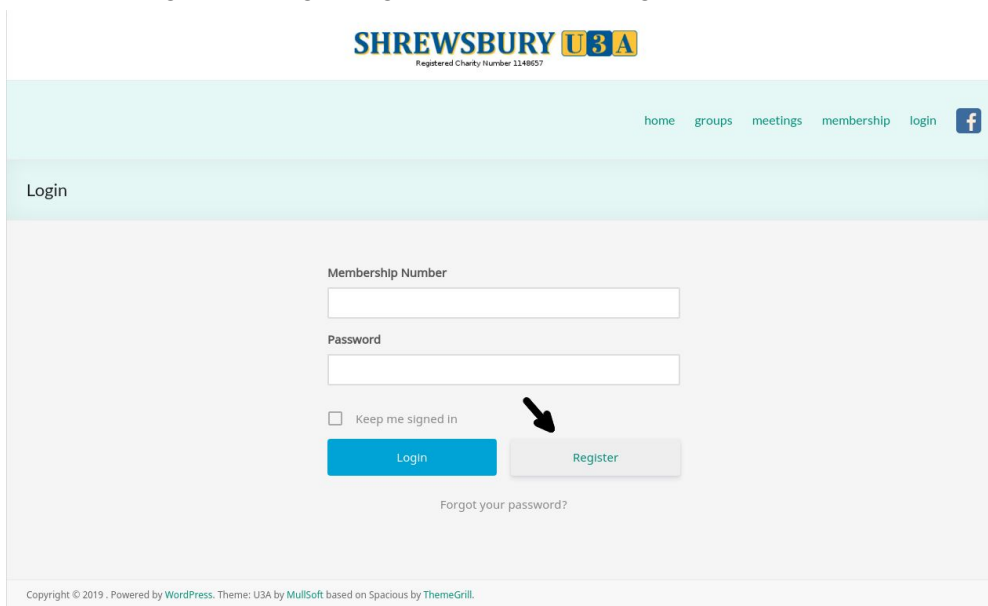 SHREWSBURY U3A
Registered Charity Number 1148657
home groups meetings membership login f
Login
Membership Number
Password
Keep me signed in
Login Register
Forgot your password?
Copyright © 2019 . Powered by WordPress. Theme: U3A by MullSoft based on Spacious by ThemeGrill.